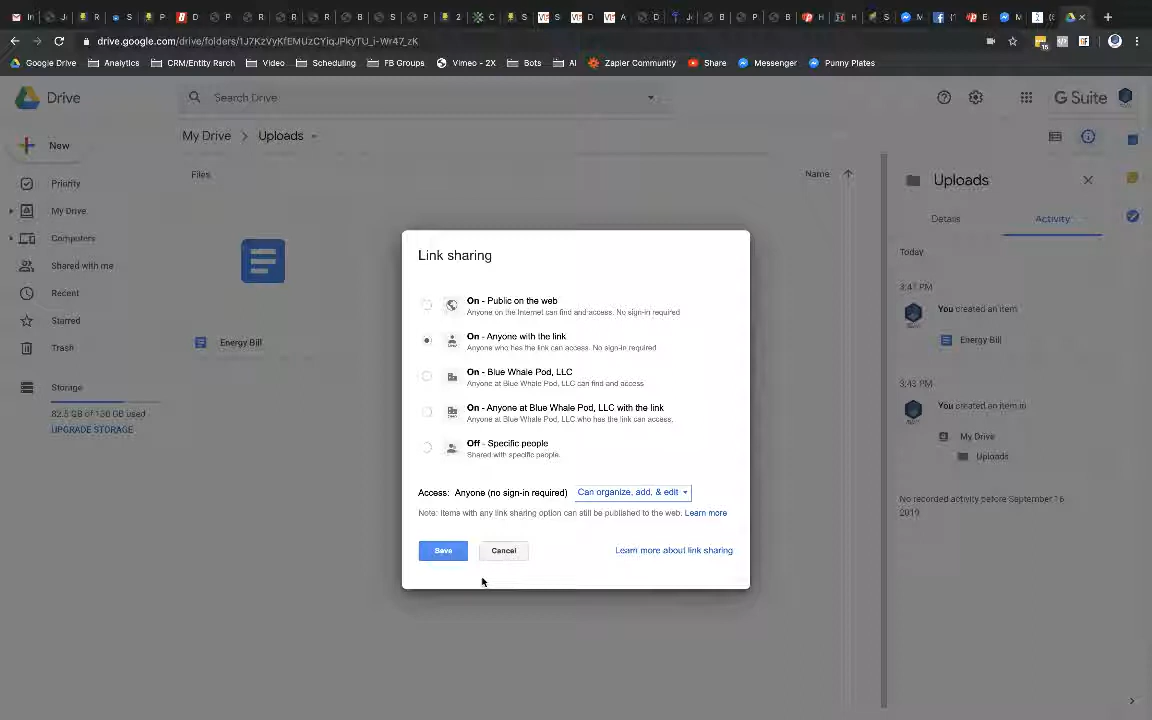 In
Ji
P
D
P
R
R
R
B
S
P
2
C
S
S
D
A
D
Ji
B
P
B
H
H
S
M
E
M
drive.google.com/drive/folders/1J7KzVyKfEMUzCYiqJPkyTU_i-Wr47_zK
15
Google Drive
Analytics
CRM/Entity Rsrch
Video
Scheduling
FB Groups
Vimeo - 2X
Bots
AI
Zapier Community
Share
Messenger
Punny Plates
Drive
Search Drive
G Suite
New
My Drive > Uploads
Files
Name
Uploads
Priority
My Drive
Computers
Shared with me
Recent
Starred
Trash
Storage
82.5 GB of 130 GB used
UPGRADE STORAGE
Energy Bill
Details
Activity
Today
3:41 PM
You created an item
Energy Bill
3:43 PM
You created an item in
My Drive
Uploads
No recorded activity before September 16,
2019
Link sharing
On - Public on the web
Anyone on the Internet can find and access. No sign-in required
On - Anyone with the link
Anyone who has the link can access. No sign-in required
On - Blue Whale Pod, LLC
Anyone at Blue Whale Pod, LLC can find and access
On - Anyone at Blue Whale Pod, LLC with the link
Anyone at Blue Whale Pod, LLC who has the link can access.
Off - Specific people
Shared with specific people.
Access: Anyone (no sign-in required) Can organize, add, & edit
Note: Items with any link sharing option can still be published to the web. Learn more
Save
Cancel
Learn more about link sharing